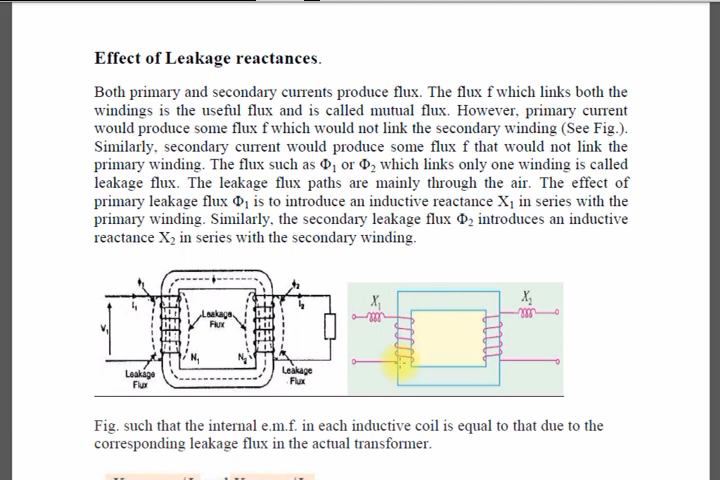 Effect of Leakage reactances.
Both primary and secondary currents produce flux. The flux f which links both the
windings is the useful flux and is called mutual flux. However, primary current
would produce some flux f which would not link the secondary winding (See Fig.).
Similarly, secondary current would produce some flux f that would not link the
primary winding. The flux such as Φ₁ or Φ₂ which links only one winding is called
leakage flux. The leakage flux paths are mainly through the air. The effect of
primary leakage flux Φ₁ is to introduce an inductive reactance X₁ in series with the
primary winding. Similarly, the secondary leakage flux Φ₂ introduces an inductive
reactance X₂ in series with the secondary winding.
ϕ₁ ϕ ϕ₂
I₁ I₂
Leakage
Flux
V₁
N₁ N₂
Leakage
Flux
Leakage
Flux
X₁ X₂
Fig. such that the internal e.m.f. in each inductive coil is equal to that due to the
corresponding leakage flux in the actual transformer.